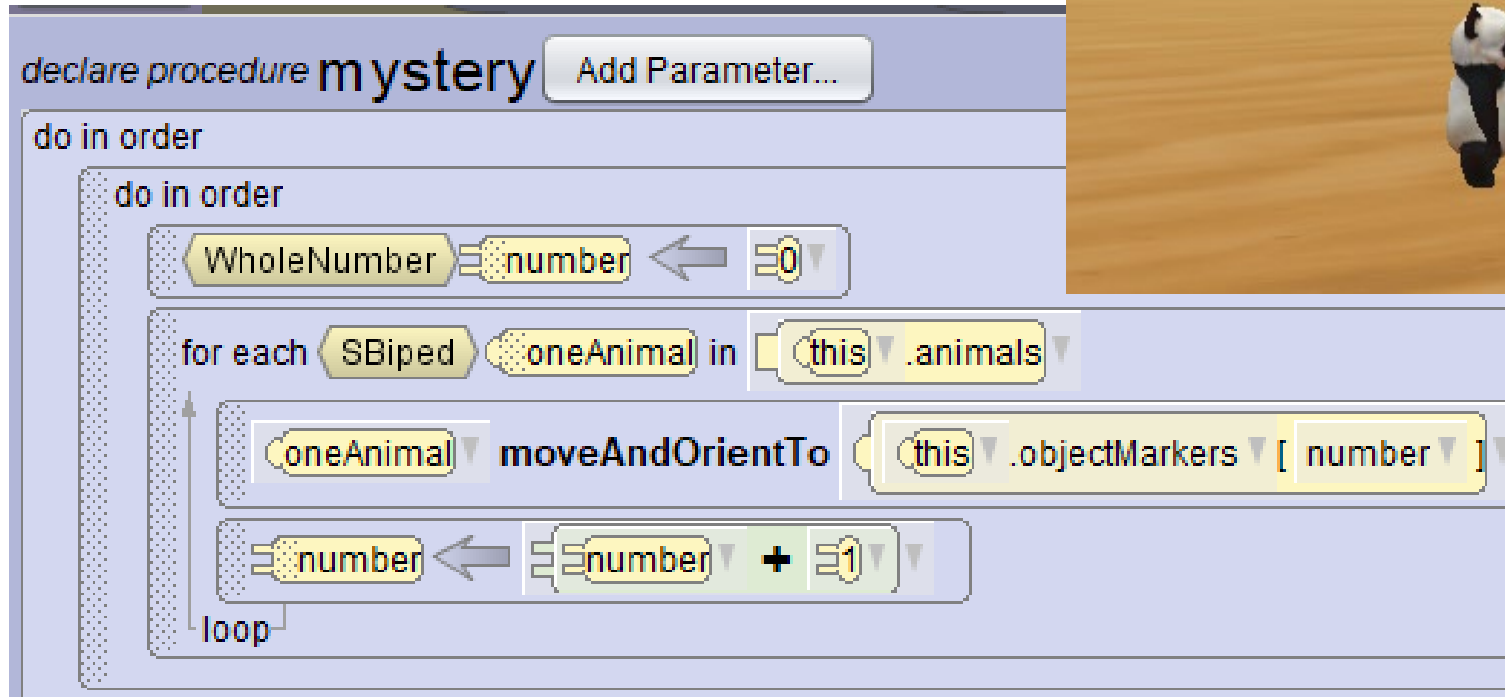 declare procedure mystery Add Parameter...
do in order
do in order
WholeNumber number 0
for each SBiped oneAnimal in this .animals
oneAnimal moveAndOrientTo this .objectMarkers [ number ]
number number + 1
loop